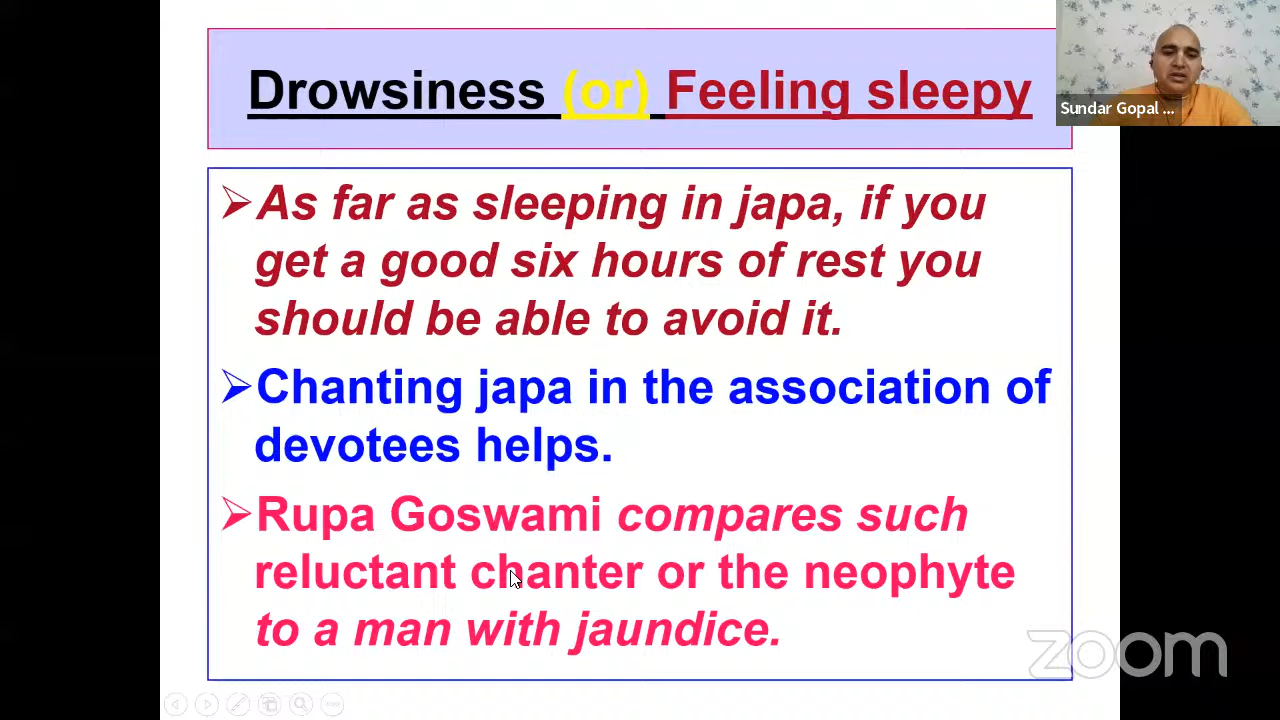 Drowsiness (or) Feeling sleepy
Sundar Gopal ...
As far as sleeping in japa, if you
get a good six hours of rest you
should be able to avoid it.
Chanting japa in the association of
devotees helps.
Rupa Goswami compares such
reluctant chanter or the neophyte
to a man with jaundice.
zoom